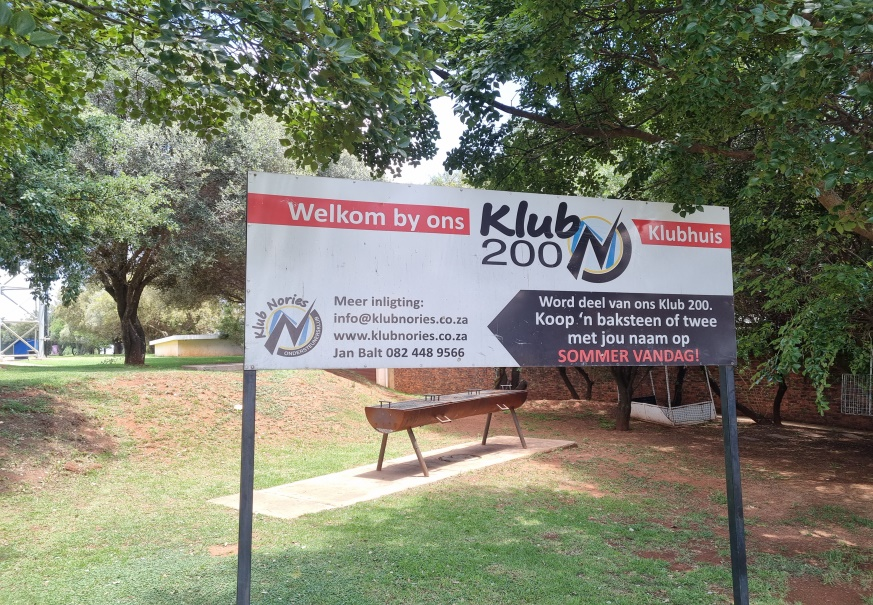 Welkom by ons
Klub
200
Klubhuis
Klub Nories
ONDERSTEUNERSKLUB
Meer inligting:
info@klubnories.co.za
www.klubnories.co.za
Jan Balt 082 448 9566
Word deel van ons Klub 200.
Koop ‘n baksteen of twee
met jou naam op
SOMMER VANDAG!